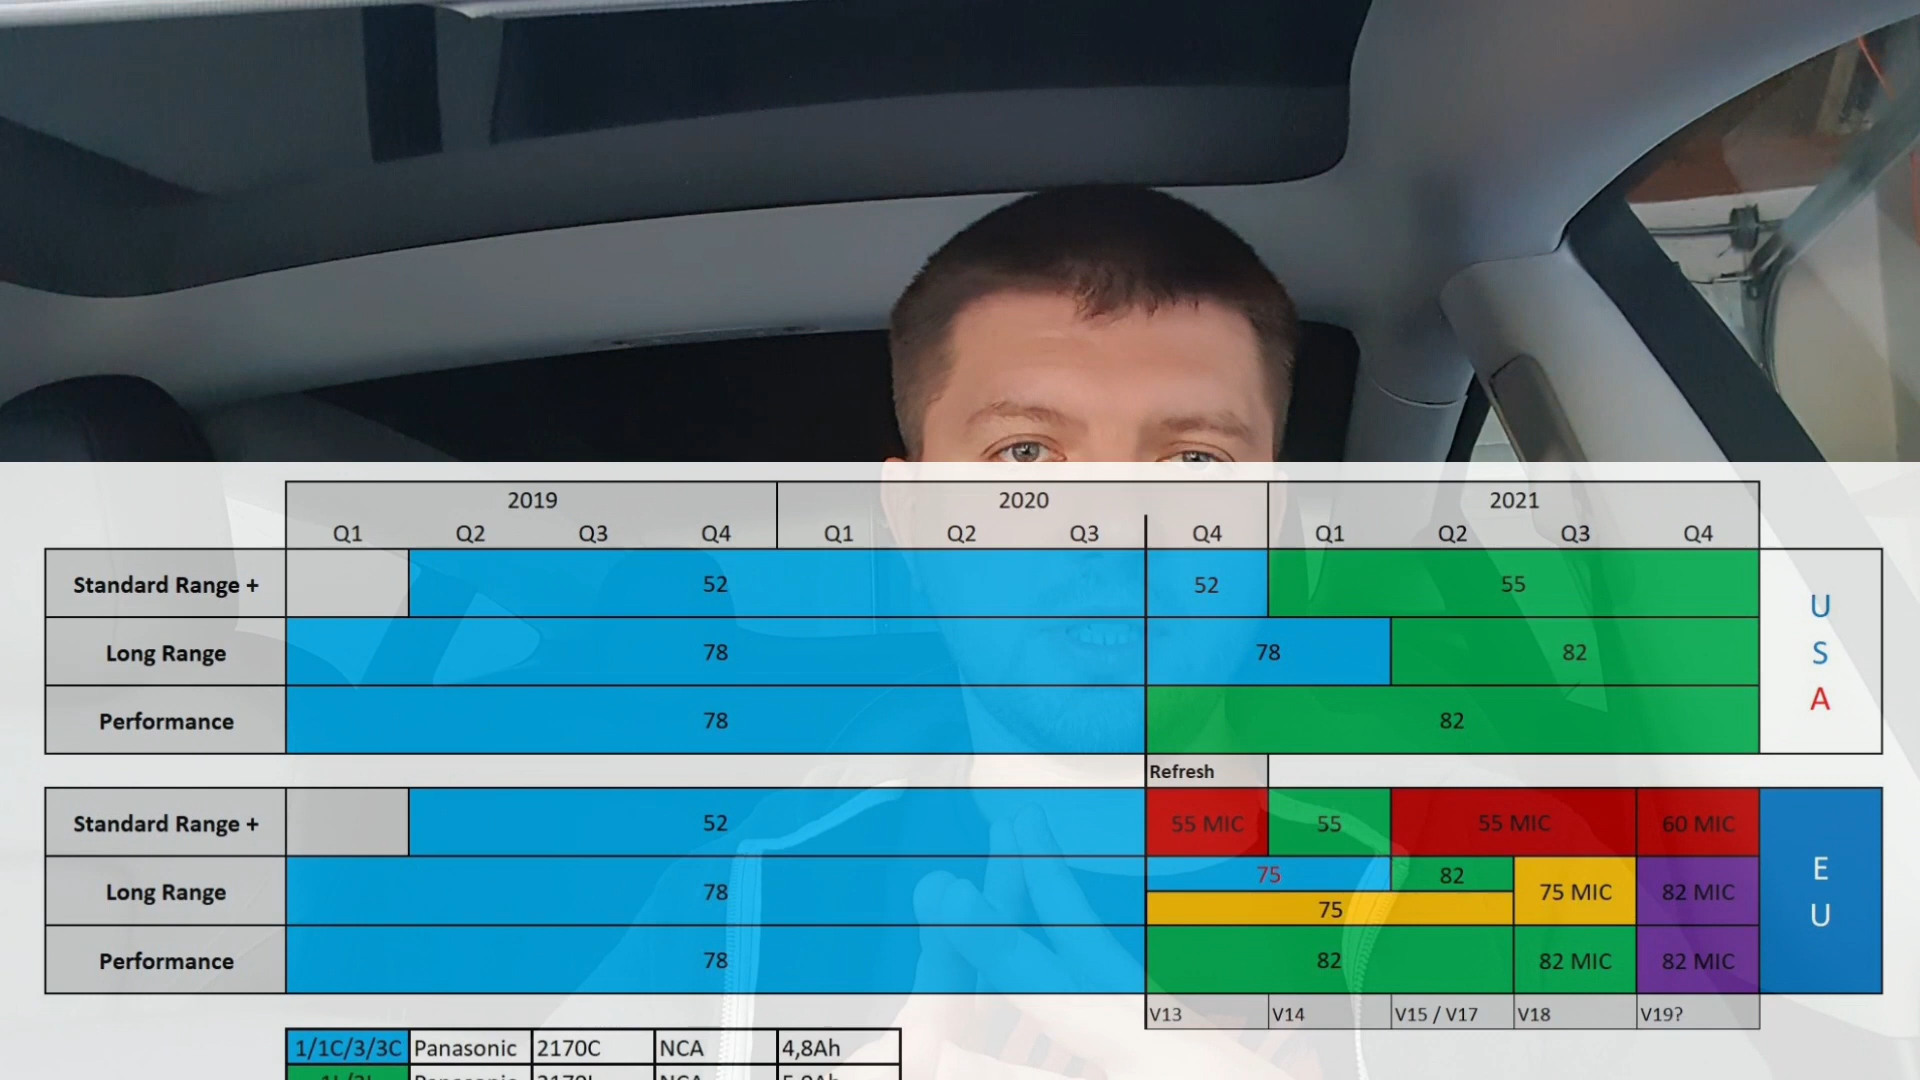 2019 2020 2021
Q1 Q2 Q3 Q4 Q1 Q2 Q3 Q4 Q1 Q2 Q3 Q4
Standard Range + 52 52 55
Long Range 78 78 82
Performance 78 82
U
S
A
Refresh
Standard Range + 52 55 MIC 55 55 MIC 60 MIC
Long Range 78 75 82 75 75 MIC 82 MIC
Performance 78 82 82 MIC 82 MIC
E
U
V13 V14 V15 / V17 V18 V19?
1/1C/3/3C Panasonic 2170C NCA 4,8Ah